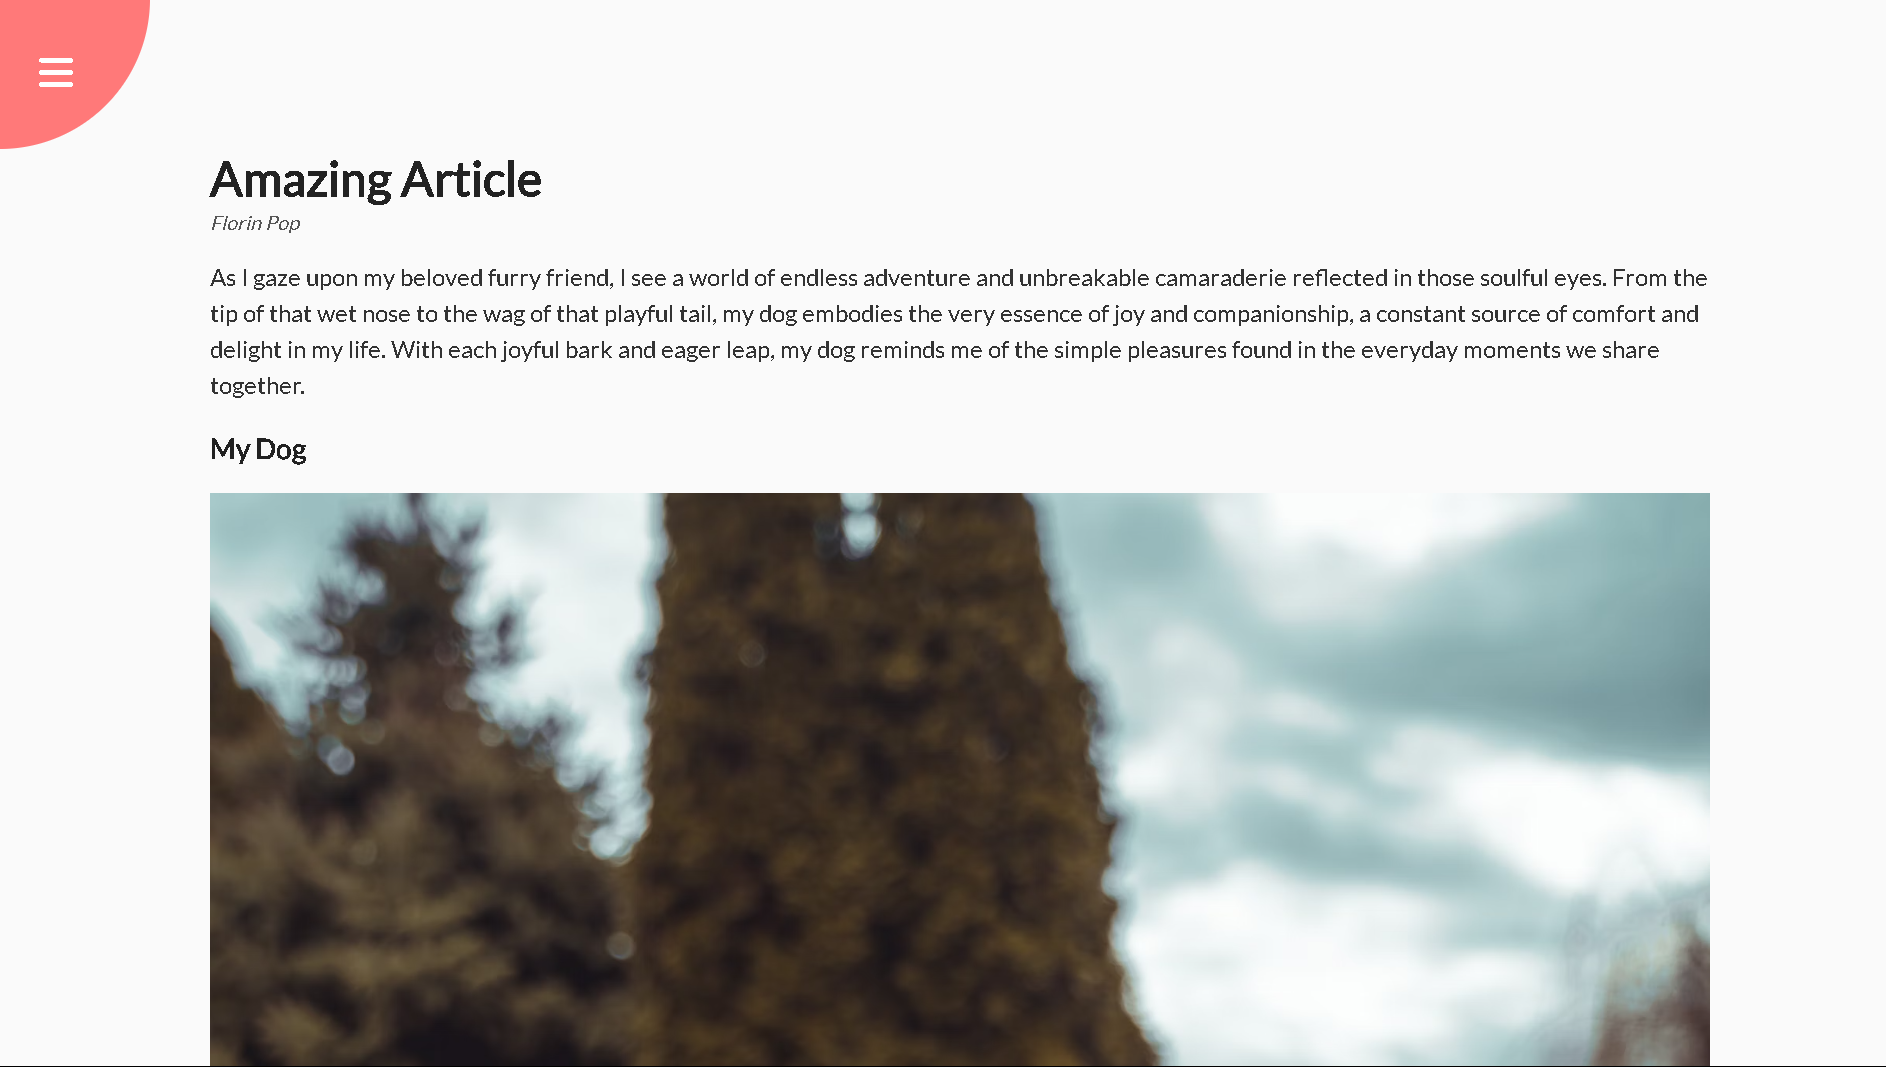 Amazing Article
Florin Pop
As I gaze upon my beloved furry friend, I see a world of endless adventure and unbreakable camaraderie reflected in those soulful eyes. From the
tip of that wet nose to the wag of that playful tail, my dog embodies the very essence of joy and companionship, a constant source of comfort and
delight in my life. With each joyful bark and eager leap, my dog reminds me of the simple pleasures found in the everyday moments we share
together.
My Dog